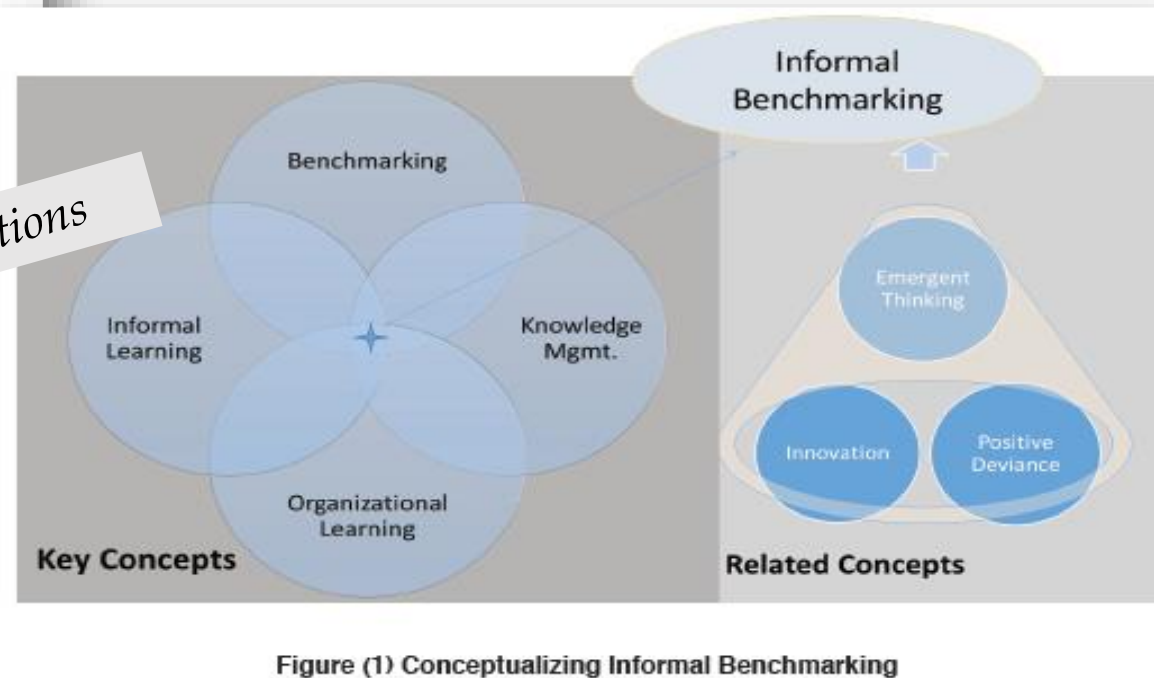 Informal
Benchmarking
Benchmarking
tions
Informal
Learning
Knowledge
Mgmt.
Organizational
Learning
Key Concepts
Emergent
Thinking
Innovation
Positive
Deviance
Related Concepts
Figure (1) Conceptualizing Informal Benchmarking